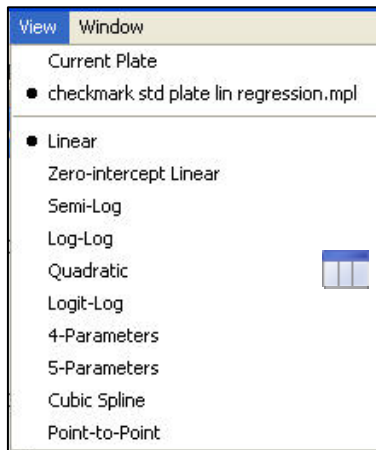 View Window
Current Plate
● checkmark std plate lin regression.mpl
● Linear
Zero-intercept Linear
Semi-Log
Log-Log
Quadratic
Logit-Log
4-Parameters
5-Parameters
Cubic Spline
Point-to-Point